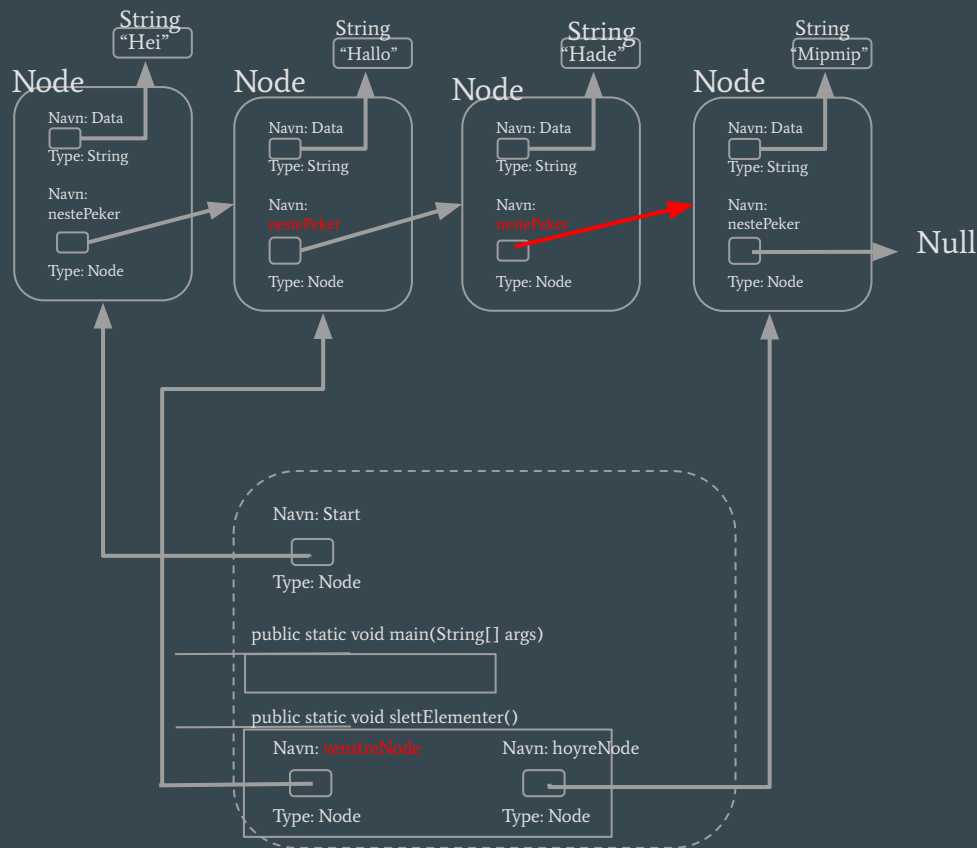 String
“Hei”
Node
Navn: Data
Type: String
Navn:
nestePeker
Type: Node
String
“Hallo”
Node
Navn: Data
Type: String
Navn:
nestePeker
Type: Node
String
“Hade”
Node
Navn: Data
Type: String
Navn:
nestePeker
Type: Node
String
“Mipmip”
Node
Navn: Data
Type: String
Navn:
nestePeker
Type: Node
Null
Navn: Start
Type: Node
public static void main(String[] args)
public static void slettElementer()
Navn: venstreNode
Type: Node
Navn: hoyreNode
Type: Node